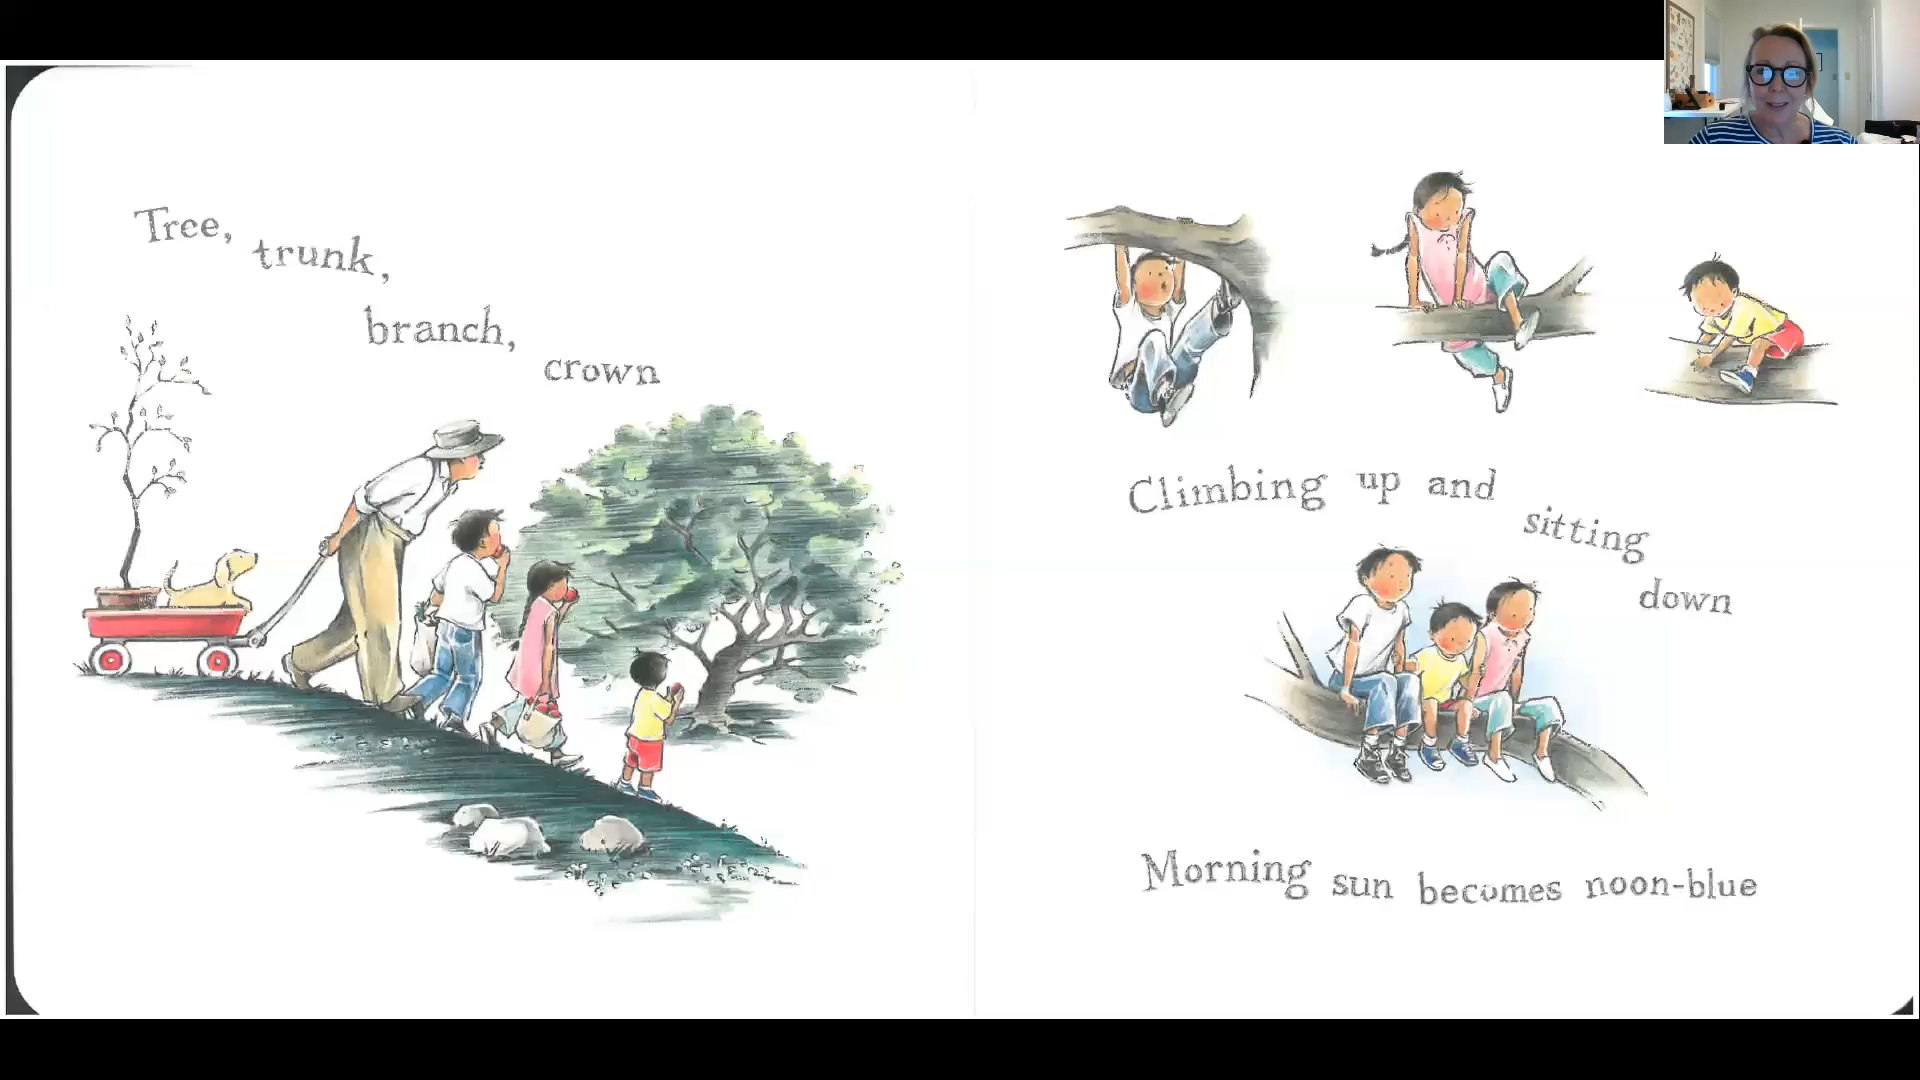 Tree,
trunk,
branch,
crown
Climbing up and
sitting
down
Morning sun becomes noon-blue